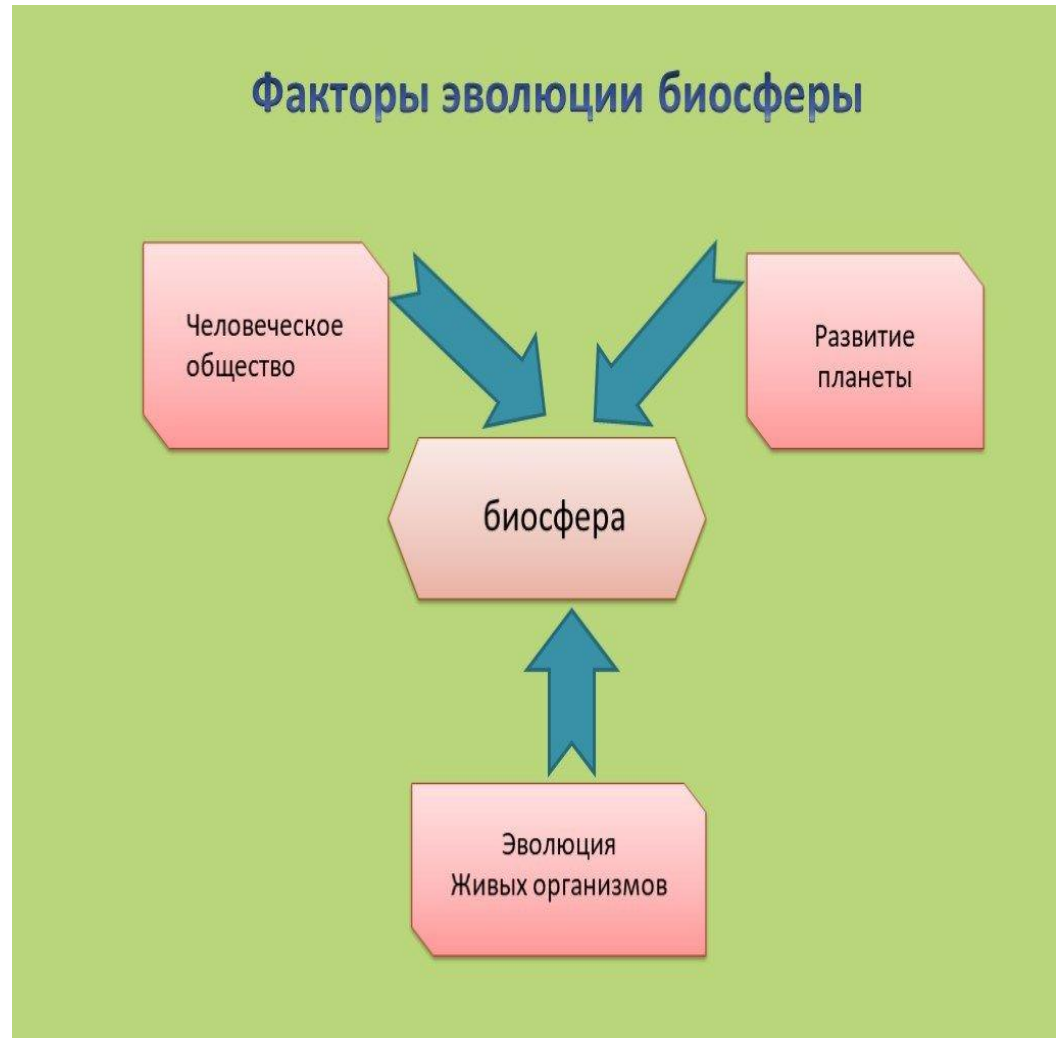 Факторы эволюции биосферы
Человеческое
общество
Развитие
планеты
биосфера
Эволюция
Живых организмов